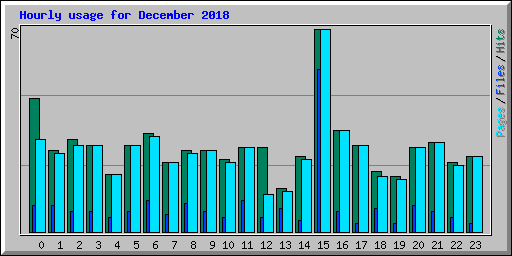 Hourly usage for December 2018
70
Pages/Files/Hits
0 1 2 3 4 5 6 7 8 9 10 11 12 13 14 15 16 17 18 19 20 21 22 23